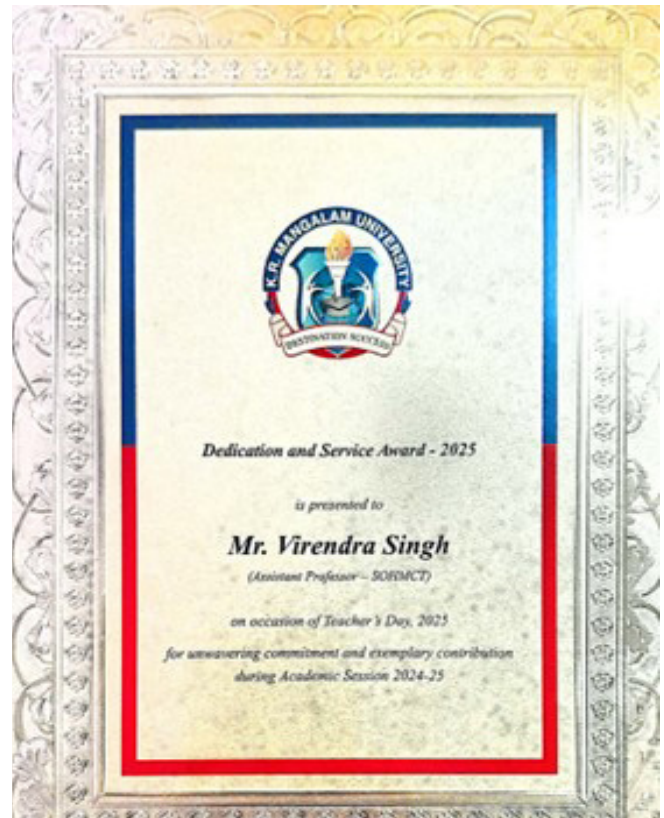 K.R. MANGALAM UNIVERSITY
DESTINATION SUCCESS
Dedication and Service Award - 2025
is presented to
Mr. Virendra Singh
(Assistant Professor – SOHMCT)
on occasion of Teacher's Day, 2025
for unwavering commitment and exemplary contribution
during Academic Session 2024-25